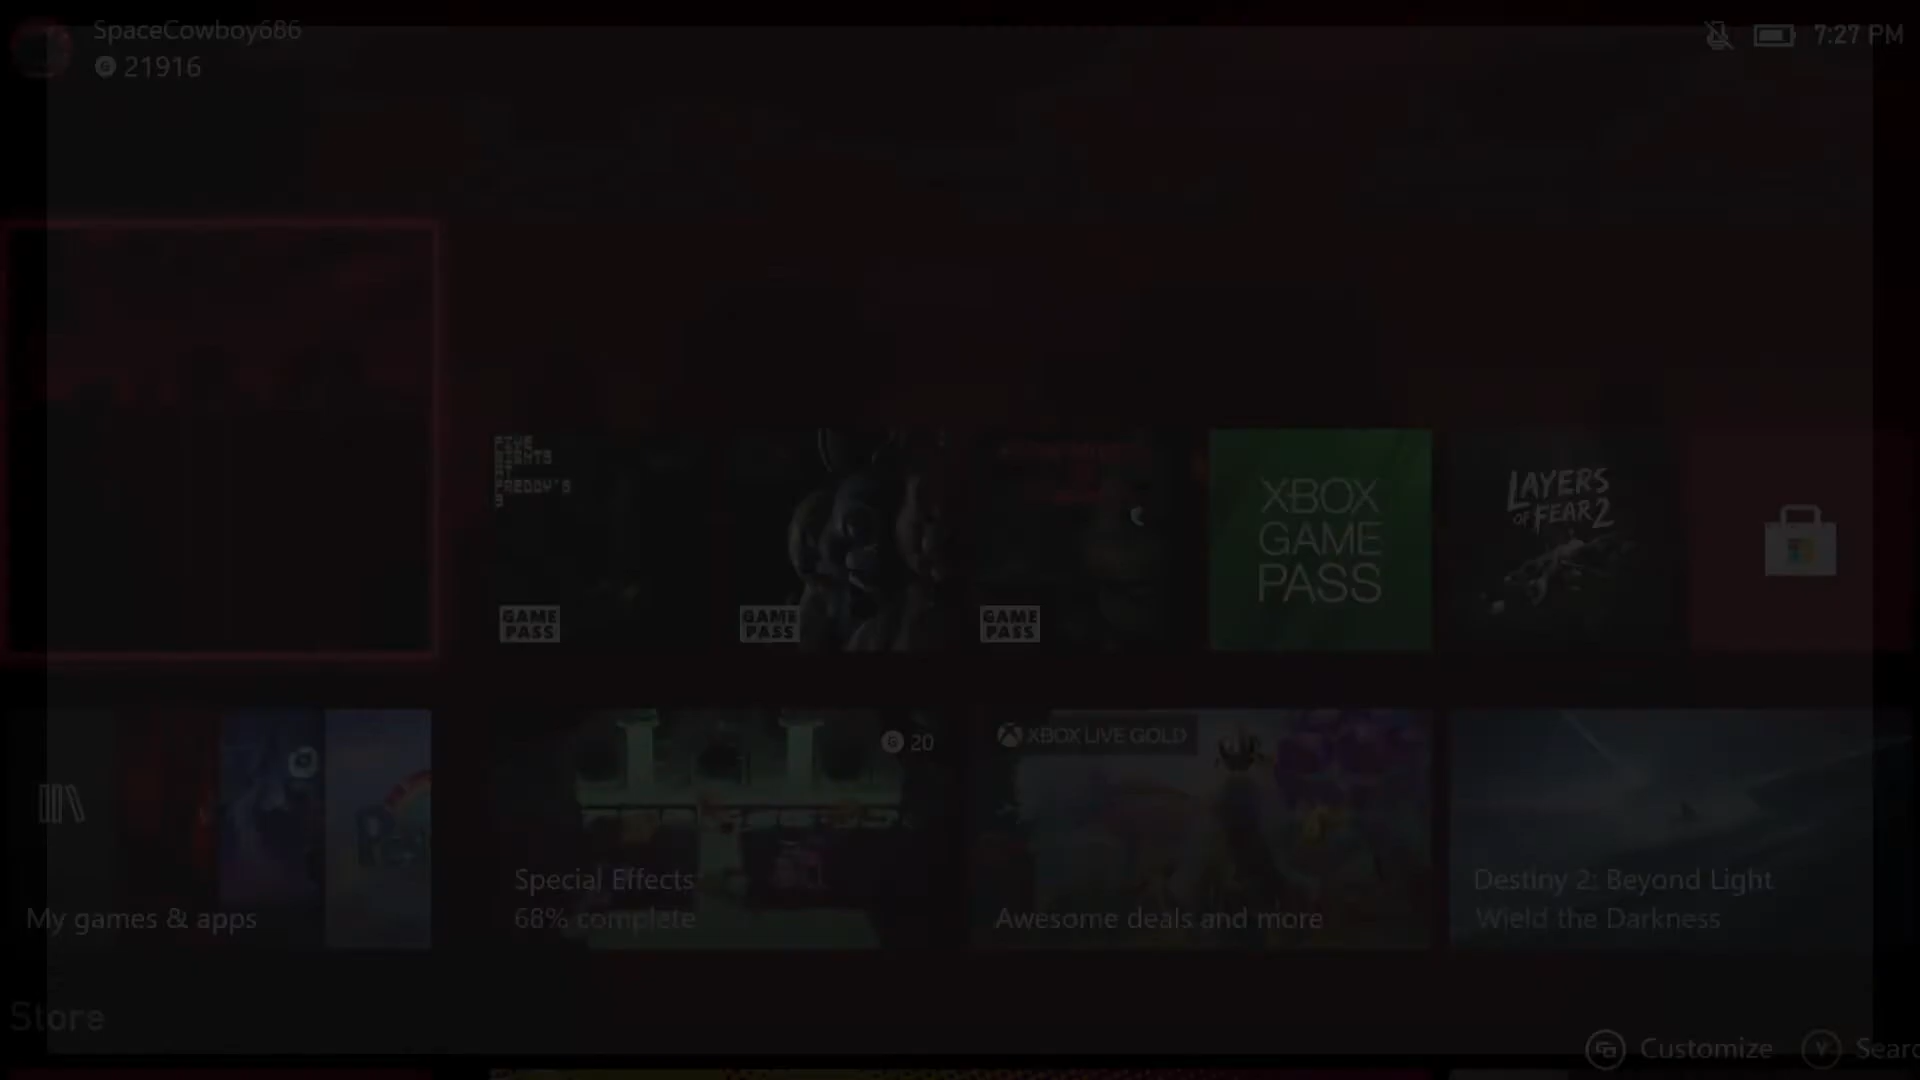 SpaceCowboy686
21916
7:27 PM
FIVE
NIGHTS
AT
FREDDY'S
3
GAME
PASS
GAME
PASS
GAME
PASS
XBOX
GAME
PASS
LAYERS
OF FEAR 2
My games & apps
20
Special Effects
68% complete
XBOX LIVE GOLD
Awesome deals and more
Destiny 2: Beyond Light
Wield the Darkness
Store
Customize
Y